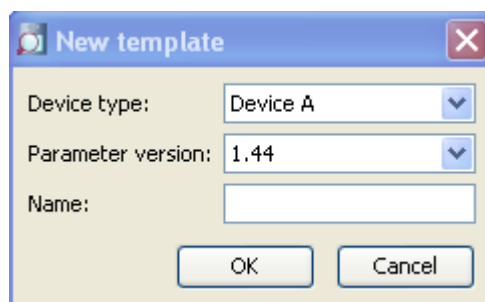 New template
Device type: Device A
Parameter version: 1.44
Name:
OK Cancel